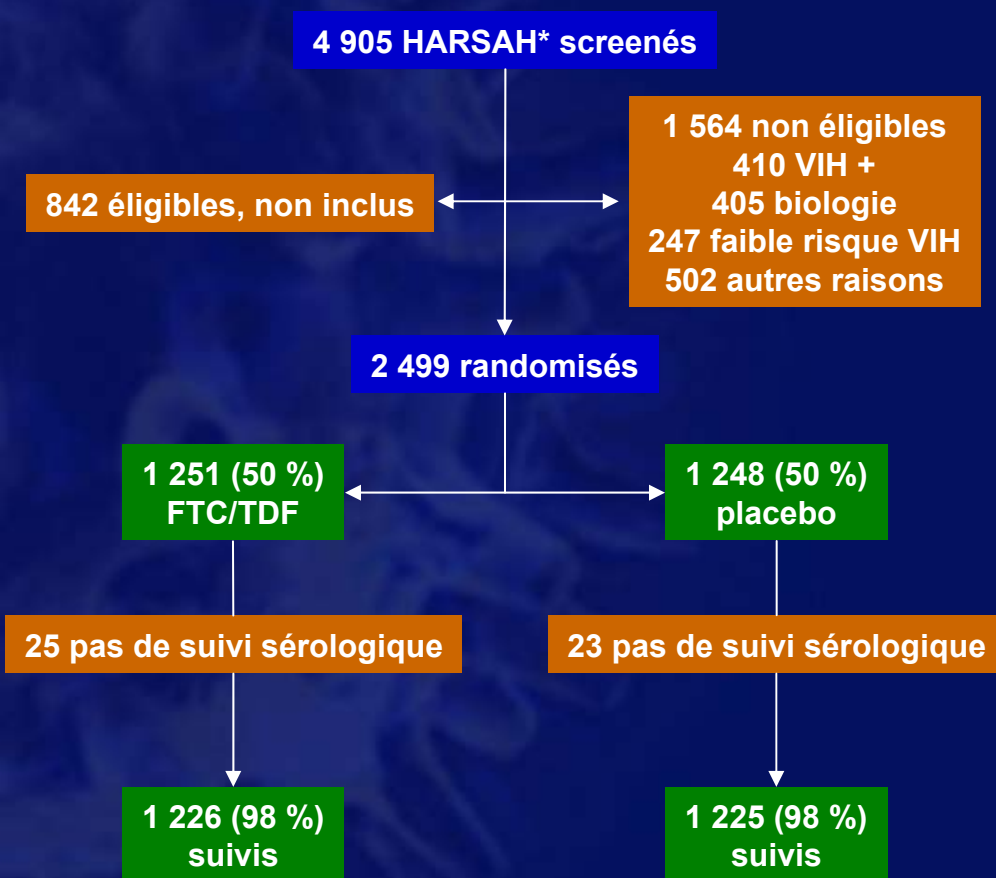 4 905 HARSAH* screenés
1 564 non éligibles
410 VIH +
405 biologie
247 faible risque VIH
502 autres raisons
842 éligibles, non inclus
2 499 randomisés
1 251 (50 %)
FTC/TDF
1 248 (50 %)
placebo
25 pas de suivi sérologique
23 pas de suivi sérologique
1 226 (98 %)
suivis
1 225 (98 %)
suivis